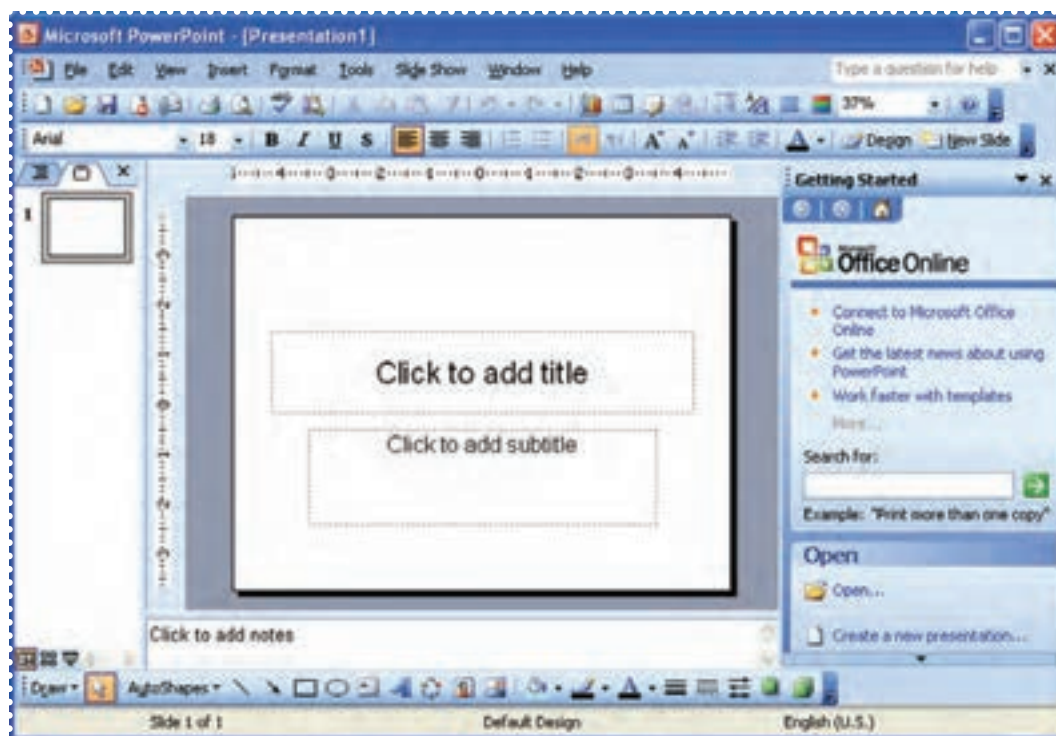 Microsoft PowerPoint - [Presentation1]
File Edit View Insert Format Tools Slide Show Window Help Type a question for help
37%
Arial 18 B I U S A A A Design New Slide
Getting Started
1
Microsoft
Office Online
Connect to Microsoft Office
Online
Get the latest news about using
PowerPoint
Work faster with templates
More...
Search for:
Example: "Print more than one copy"
Open
Open...
Create a new presentation...
Click to add title
Click to add subtitle
Click to add notes
Draw AutoShapes A
Slide 1 of 1 Default Design English (U.S.)